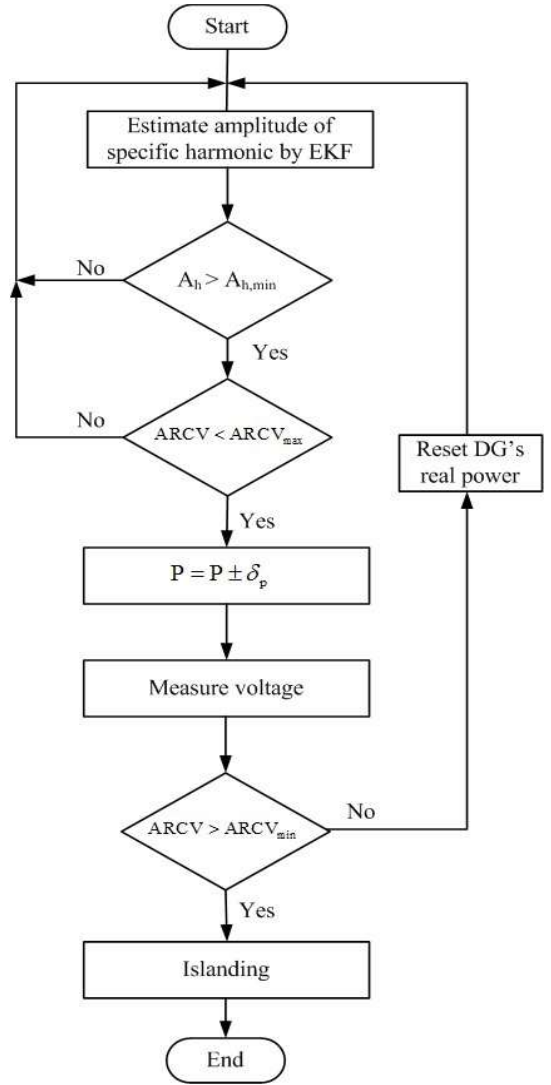 Start
Estimate amplitude of
specific harmonic by EKF
No
Aₕ > Aₕ,ₘᵢₙ
Yes
No
ARCV < ARCVₘₐₓ
Reset DG's
real power
Yes
P = P ± δₚ
Measure voltage
ARCV > ARCVₘᵢₙ
No
Yes
Islanding
End